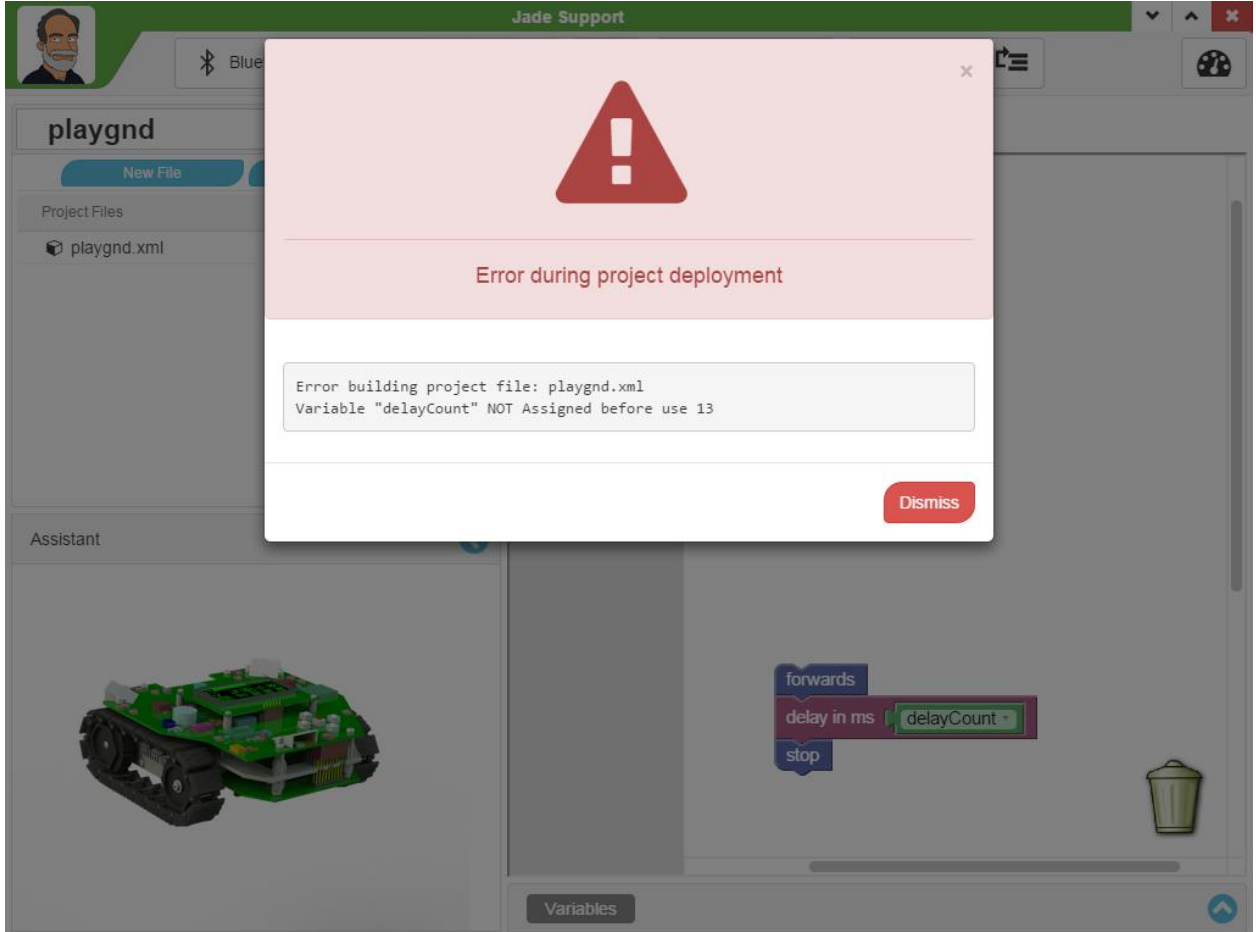 Jade Support
Blue
playgnd
New File
Project Files
playgnd.xml
Error during project deployment
Error building project file: playgnd.xml
Variable "delayCount" NOT Assigned before use 13
Dismiss
Assistant
forwards
delay in ms delayCount
stop
Variables